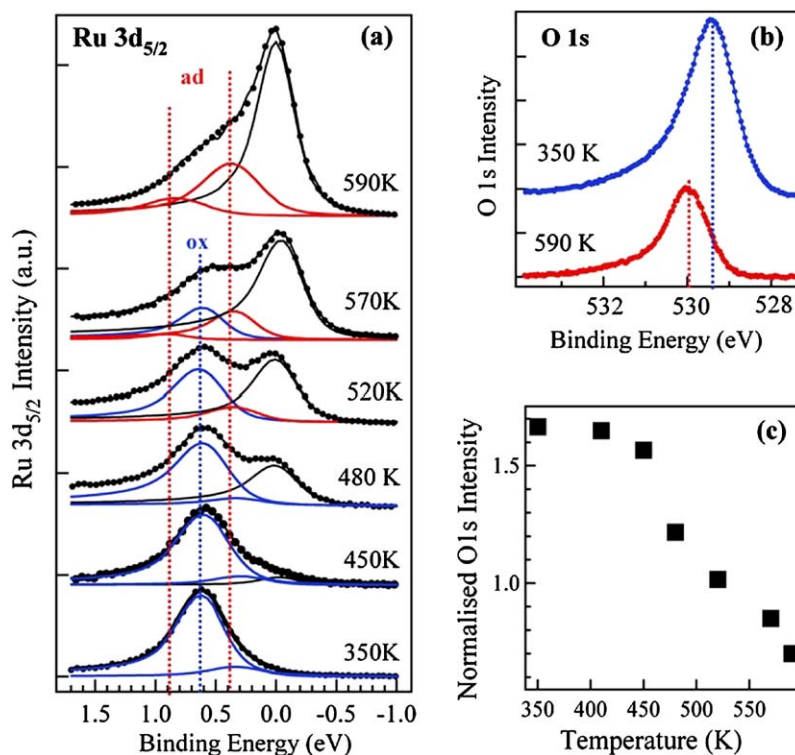 Ru 3d5/2
(a)
ad
590K
ox
570K
520K
480 K
450K
350K
Ru 3d5/2 Intensity (a.u.)
1.5 1.0 0.5 0.0 -0.5 -1.0
Binding Energy (eV)
O 1s
(b)
350 K
590 K
O 1s Intensity
532 530 528
Binding Energy (eV)
(c)
1.5
1.0
Normalised O1s Intensity
350 400 450 500 550
Temperature (K)